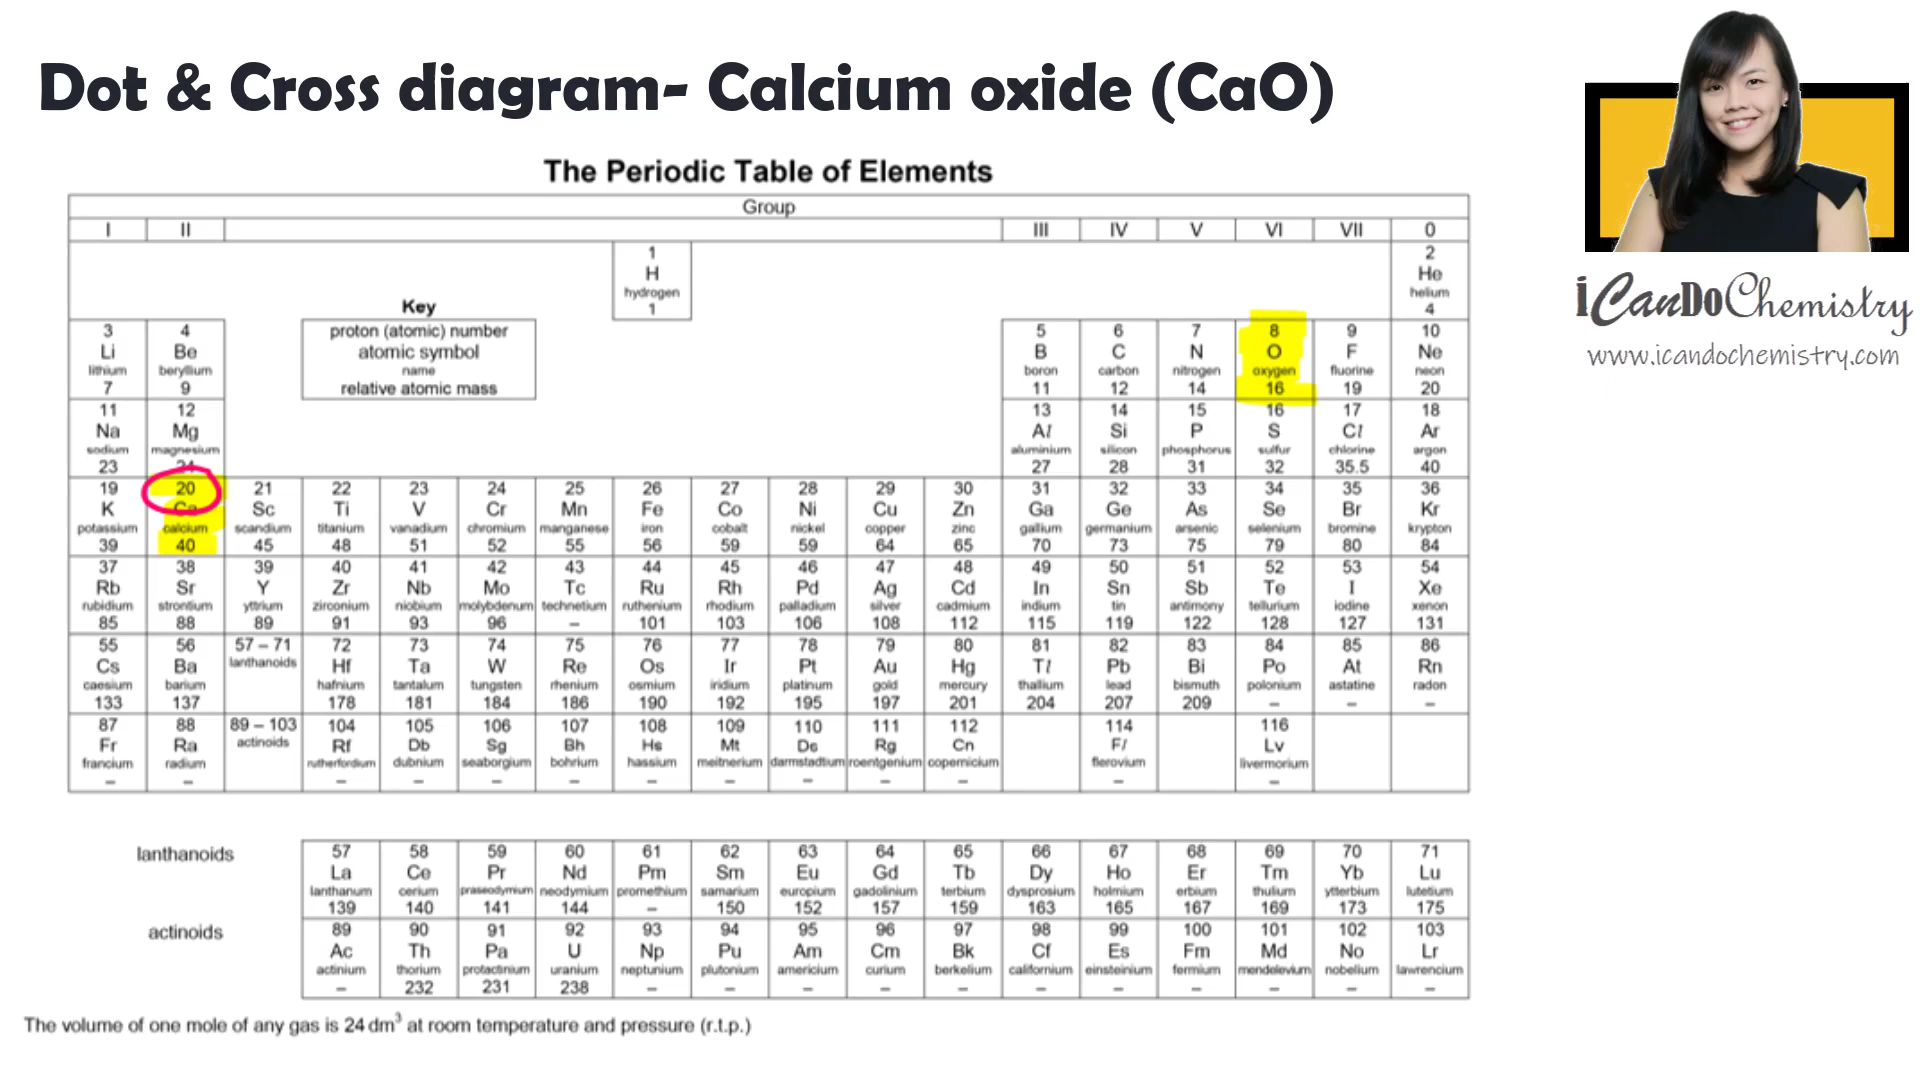 Dot & Cross diagram- Calcium oxide (CaO)
iCanDoChemistry
www.icandochemistry.com
The Periodic Table of Elements
Group
I II III IV V VI VII 0
1 2
H He
hydrogen helium
1 4
Key
proton (atomic) number
atomic symbol
name
relative atomic mass
3 4 5 6 7 8 9 10
Li Be B C N O F Ne
lithium beryllium boron carbon nitrogen oxygen fluorine neon
7 9 11 12 14 16 19 20
11 12 13 14 15 16 17 18
Na Mg Al Si P S Cl Ar
sodium magnesium aluminium silicon phosphorus sulfur chlorine argon
23 24 27 28 31 32 35.5 40
19 20 21 22 23 24 25 26 27 28 29 30 31 32 33 34 35 36
K Ca Sc Ti V Cr Mn Fe Co Ni Cu Zn Ga Ge As Se Br Kr
potassium calcium scandium titanium vanadium chromium manganese iron cobalt nickel copper zinc gallium germanium arsenic selenium bromine krypton
39 40 45 48 51 52 55 56 59 59 64 65 70 73 75 79 80 84
37 38 39 40 41 42 43 44 45 46 47 48 49 50 51 52 53 54
Rb Sr Y Zr Nb Mo Tc Ru Rh Pd Ag Cd In Sn Sb Te I Xe
rubidium strontium yttrium zirconium niobium molybdenum technetium ruthenium rhodium palladium silver cadmium indium tin antimony tellurium iodine xenon
85 88 89 91 93 96 – 101 103 106 108 112 115 119 122 128 127 131
55 56 57 – 71 72 73 74 75 76 77 78 79 80 81 82 83 84 85 86
Cs Ba lanthanoids Hf Ta W Re Os Ir Pt Au Hg Tl Pb Bi Po At Rn
caesium barium hafnium tantalum tungsten rhenium osmium iridium platinum gold mercury thallium lead bismuth polonium astatine radon
133 137 178 181 184 186 190 192 195 197 201 204 207 209 – – –
87 88 89 – 103 104 105 106 107 108 109 110 111 112 114 116
Fr Ra actinoids Rf Db Sg Bh Hs Mt Ds Rg Cn Fl Lv
francium radium rutherfordium dubnium seaborgium bohrium hassium meitnerium darmstadtium roentgenium copernicium flerovium livermorium
– – – – – – – – – – – – – –
lanthanoids
57 58 59 60 61 62 63 64 65 66 67 68 69 70 71
La Ce Pr Nd Pm Sm Eu Gd Tb Dy Ho Er Tm Yb Lu
lanthanum cerium praseodymium neodymium promethium samarium europium gadolinium terbium dysprosium holmium erbium thulium ytterbium lutetium
139 140 141 144 – 150 152 157 159 163 165 167 169 173 175
actinoids
89 90 91 92 93 94 95 96 97 98 99 100 101 102 103
Ac Th Pa U Np Pu Am Cm Bk Cf Es Fm Md No Lr
actinium thorium protactinium uranium neptunium plutonium americium curium berkelium californium einsteinium fermium mendelevium nobelium lawrencium
– 232 231 238 – – – – – – – – – – –
The volume of one mole of any gas is 24 dm³ at room temperature and pressure (r.t.p.)